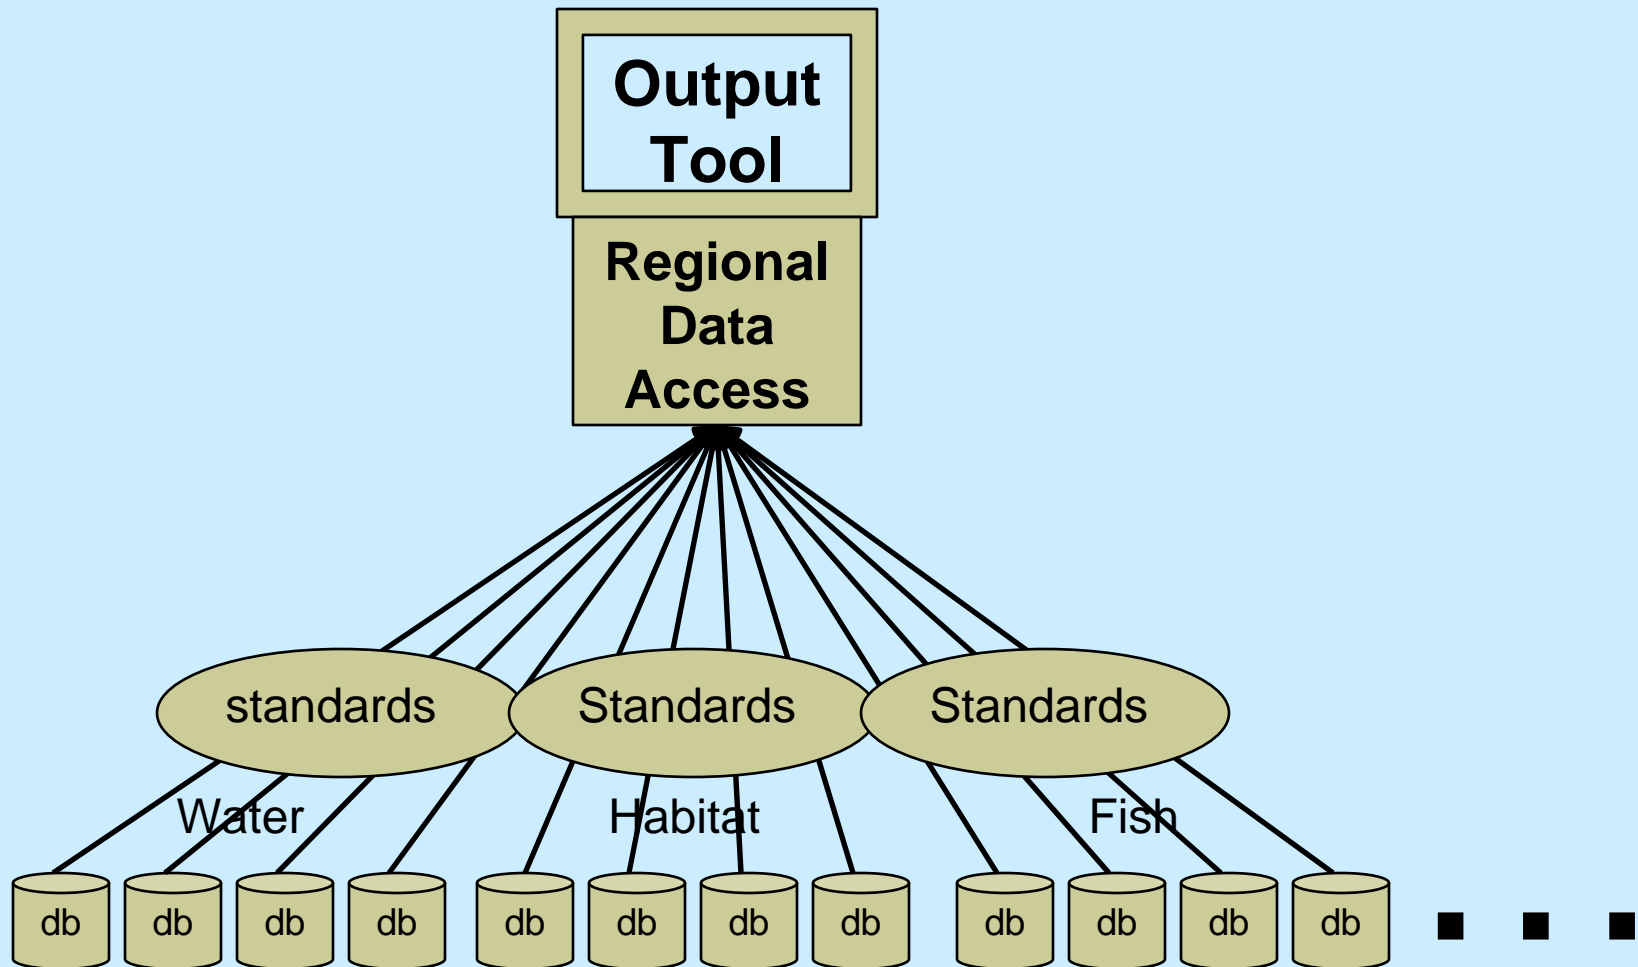 Output
Tool
Regional
Data
Access
standards Standards Standards
Water Habitat Fish
db db db db db db db db db db db db